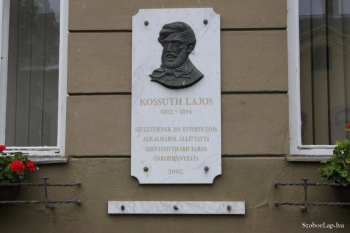 KOSSUTH LAJOS
1802 - 1894
SZÜLETÉSÉNEK 200. ÉVFORDULÓJA
ALKALMÁBÓL ÁLLÍTTATTA
SZENTGOTTHÁRD VÁROS
ÖNKORMÁNYZATA
2002
SzoborLap.hu